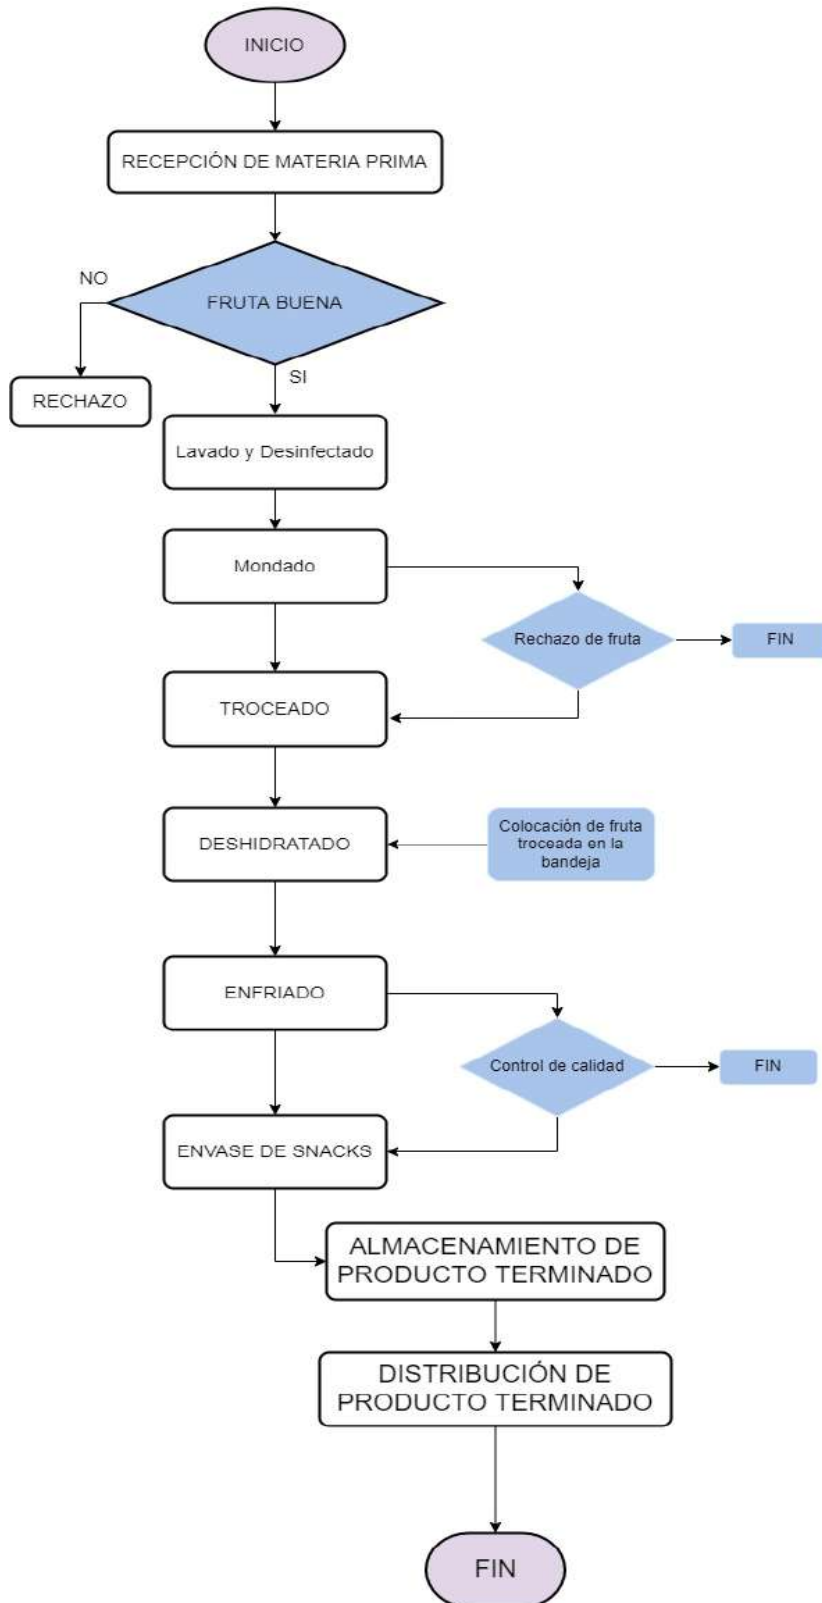 INICIO
RECEPCIÓN DE MATERIA PRIMA
NO
FRUTA BUENA
SI
RECHAZO
Lavado y Desinfectado
Mondado
Rechazo de fruta
FIN
TROCEADO
Colocación de fruta
troceada en la
bandeja
DESHIDRATADO
ENFRIADO
Control de calidad
FIN
ENVASE DE SNACKS
ALMACENAMIENTO DE
PRODUCTO TERMINADO
DISTRIBUCIÓN DE
PRODUCTO TERMINADO
FIN